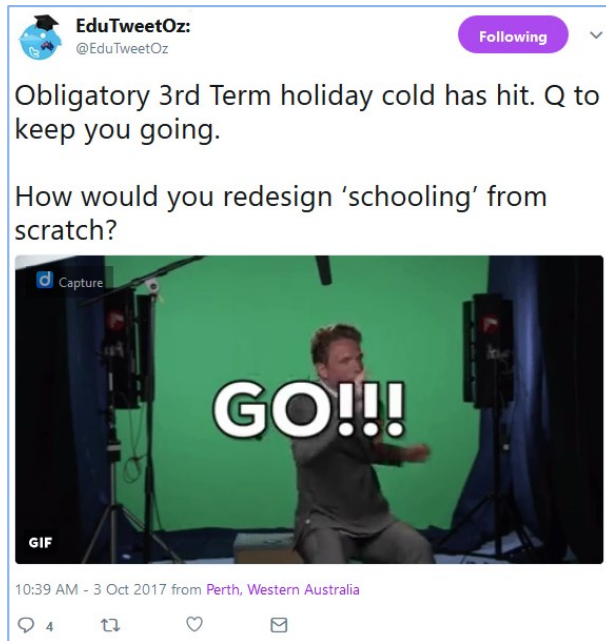 EduTweetOz:
@EduTweetOz
Following
Obligatory 3rd Term holiday cold has hit. Q to
keep you going.
How would you redesign ‘schooling’ from
scratch?
d Capture
GO!!!
GIF
10:39 AM - 3 Oct 2017 from Perth, Western Australia
4